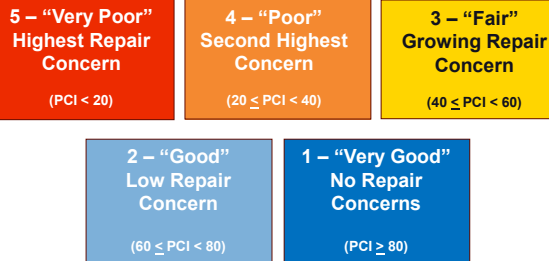 5 – “Very Poor”
Highest Repair
Concern
(PCI < 20)
4 – “Poor”
Second Highest
Concern
(20 ≤ PCI < 40)
3 – “Fair”
Growing Repair
Concern
(40 ≤ PCI < 60)
2 – “Good”
Low Repair
Concern
(60 ≤ PCI < 80)
1 – “Very Good”
No Repair
Concerns
(PCI ≥ 80)